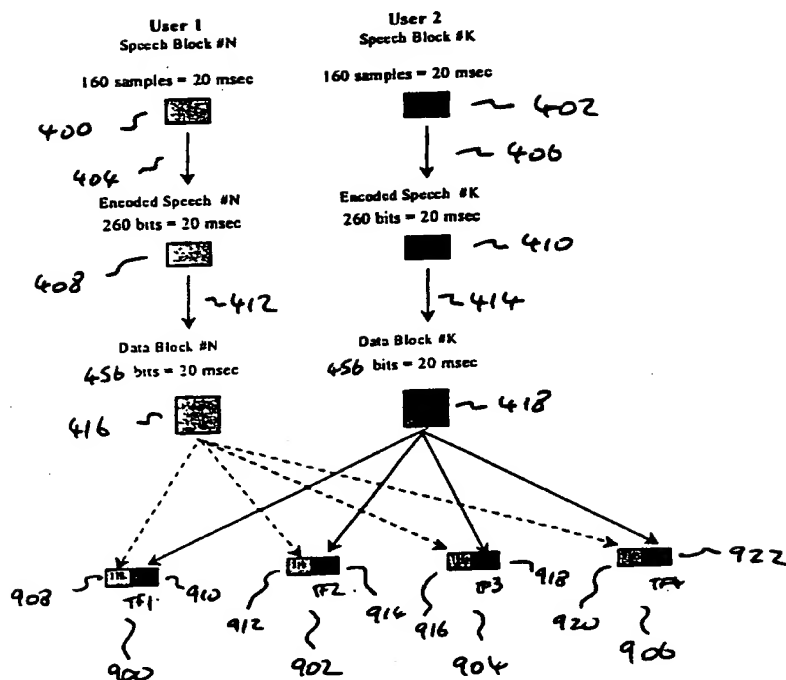 User 1
Speech Block #N
User 2
Speech Block #K
160 samples = 20 msec
160 samples = 20 msec
400
402
404
406
Encoded Speech #N
260 bits = 20 msec
Encoded Speech #K
260 bits = 20 msec
408
410
412
414
Data Block #N
456 bits = 20 msec
Data Block #K
456 bits = 20 msec
416
418
908
TF1
910
912
TF2
914
916
TF3
918
920
TF4
922
900
902
904
906